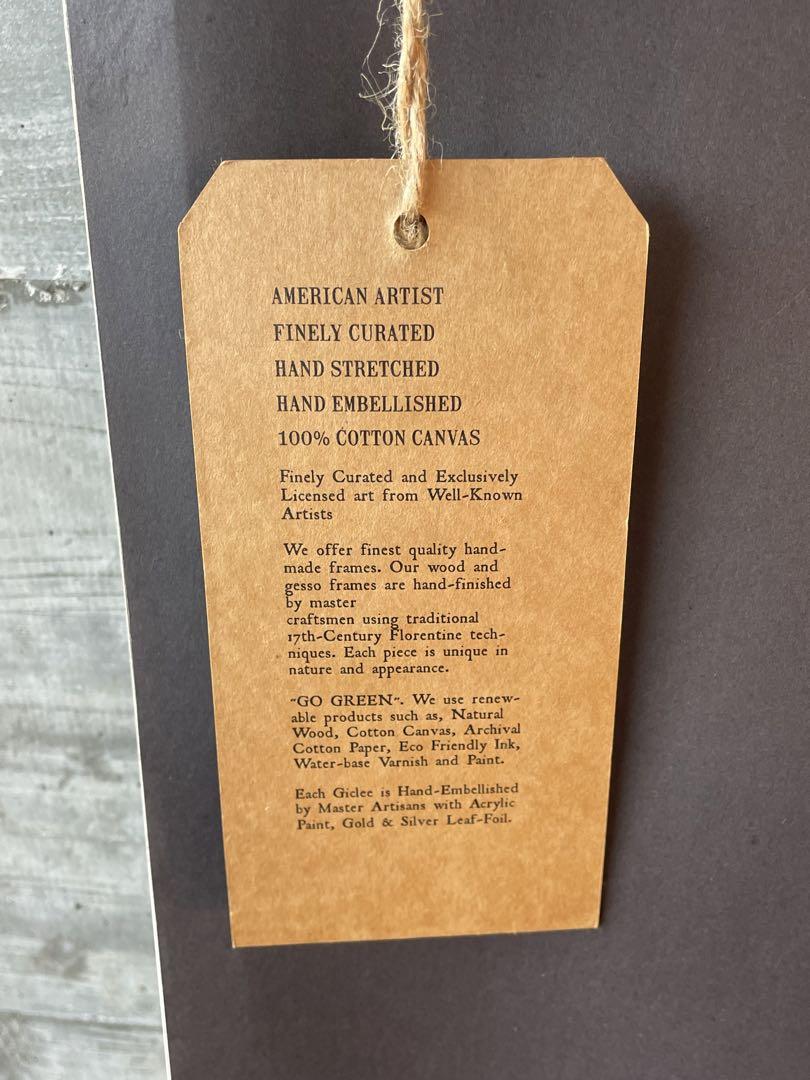 AMERICAN ARTIST
FINELY CURATED
HAND STRETCHED
HAND EMBELLISHED
100% COTTON CANVAS
Finely Curated and Exclusively
Licensed art from Well-Known
Artists
We offer finest quality hand-
made frames. Our wood and
gesso frames are hand-finished
by master
craftsmen using traditional
17th-Century Florentine tech-
niques. Each piece is unique in
nature and appearance.
"GO GREEN". We use renew-
able products such as, Natural
Wood, Cotton Canvas, Archival
Cotton Paper, Eco Friendly Ink,
Water-base Varnish and Paint.
Each Giclee is Hand-Embellished
by Master Artisans with Acrylic
Paint, Gold & Silver Leaf-Foil.